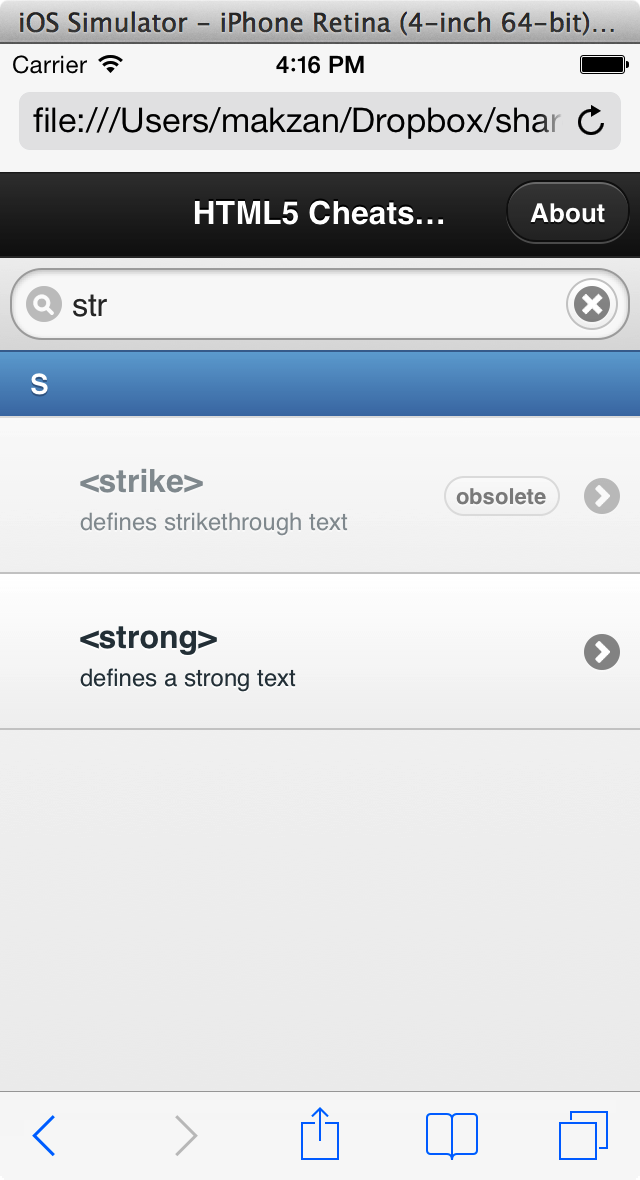 iOS Simulator – iPhone Retina (4-inch 64-bit)...
Carrier 4:16 PM
file:///Users/makzan/Dropbox/shar
HTML5 Cheats... About
str
S
<strike> obsolete
defines strikethrough text
<strong>
defines a strong text